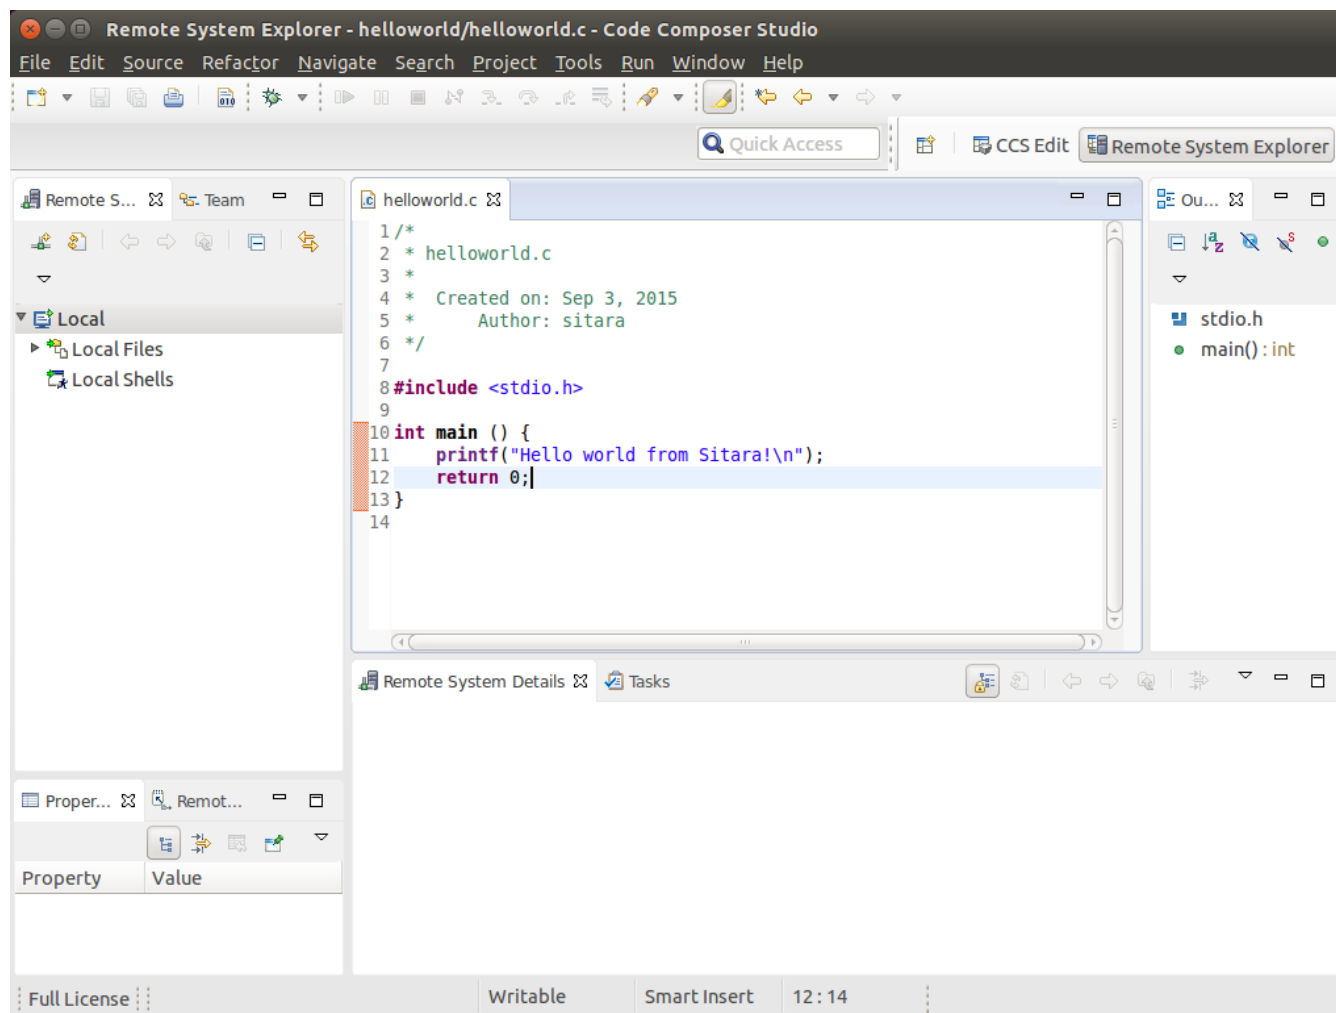 Remote System Explorer - helloworld/helloworld.c - Code Composer Studio
File Edit Source Refactor Navigate Search Project Tools Run Window Help
010
Quick Access CCS Edit Remote System Explorer
Remote S... Team
helloworld.c
Ou...
1 /*
2  * helloworld.c
3  *
4  *  Created on: Sep 3, 2015
5  *      Author: sitara
6  */
7
8 #include <stdio.h>
9
10 int main () {
11     printf("Hello world from Sitara!\n");
12     return 0;
13 }
14
Local
Local Files
Local Shells
stdio.h
main() : int
Remote System Details Tasks
Proper... Remot...
Property Value
Full License Writable Smart Insert 12 : 14